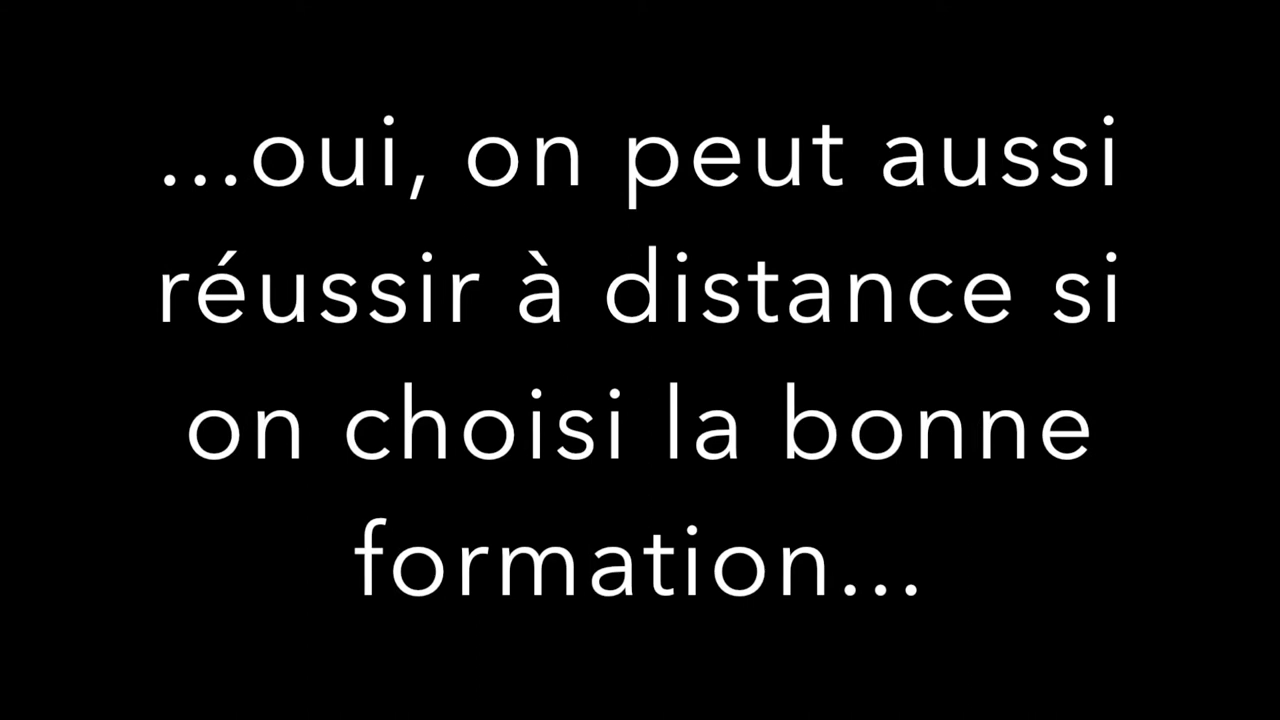 ...oui, on peut aussi
réussir à distance si
on choisi la bonne
formation...